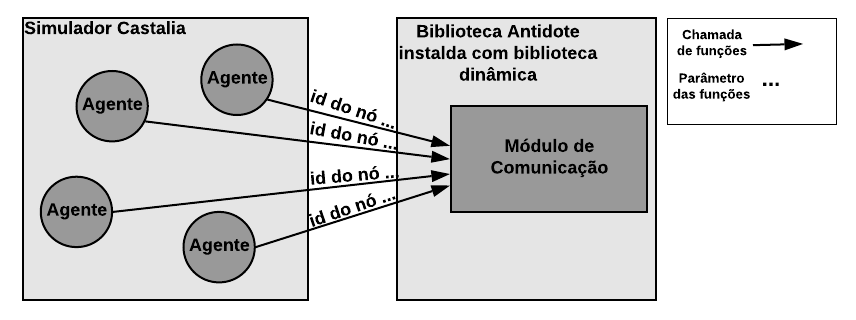 Simulador Castalia
Agente
Agente
Agente
Agente
id do nó ...
id do nó ...
id do nó ...
id do nó ...
Biblioteca Antidote
instalda com biblioteca
dinâmica
Módulo de
Comunicação
Chamada
de funções
Parâmetro
das funções
...